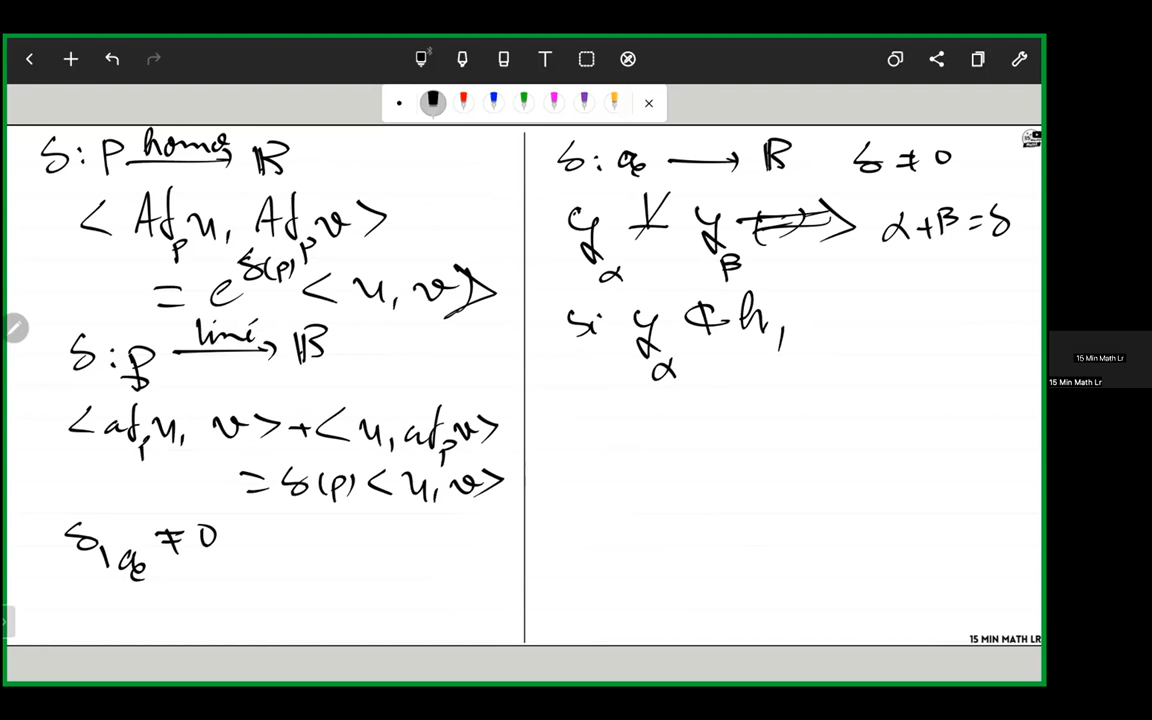 δ : P homo → ℝ
< Ad_p u, Ad_p v >
= e^{δ(p)} < u, v >
δ : p liné → ℝ
< ad_p u, v > + < u, ad_p v >
= δ(p) < u, v >
δ|_{a} ≠ 0
δ : a → ℝ δ ≠ 0
g_α ⊥̸ g_β ⟺ α + β = δ
si g_α ⊄ h,
15 Min Math Lr
15 Min Math Lr
15 MIN MATH LR